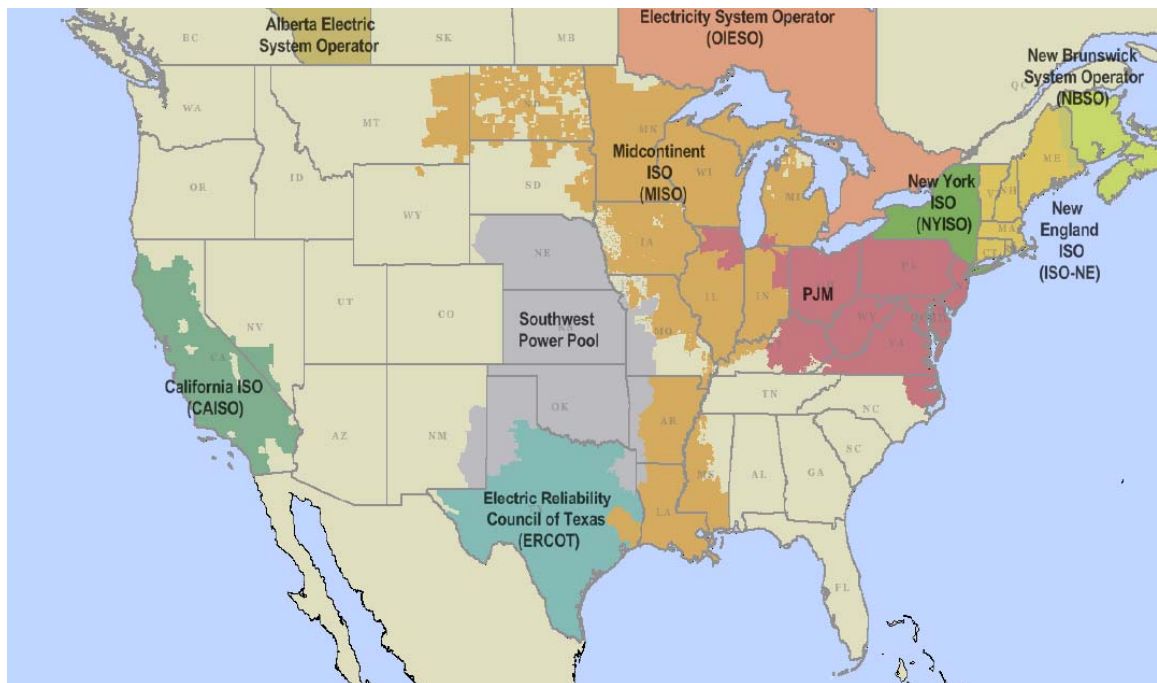 Alberta Electric
System Operator
Electricity System Operator
(OIESO)
New Brunswick
System Operator
(NBSO)
Midcontinent
ISO
(MISO)
New York
ISO
(NYISO)
New
England
ISO
(ISO-NE)
PJM
Southwest
Power Pool
California ISO
(CAISO)
Electric Reliability
Council of Texas
(ERCOT)
BC
SK
MB
QC
WA
MT
ND
MN
ME
OR
ID
SD
WI
MI
VT
NH
WY
MA
CT
NE
IA
PA
NV
UT
CO
IL
IN
WV
VA
CA
KS
MO
AZ
NM
OK
AR
TN
NC
SC
MS
AL
GA
LA
FL